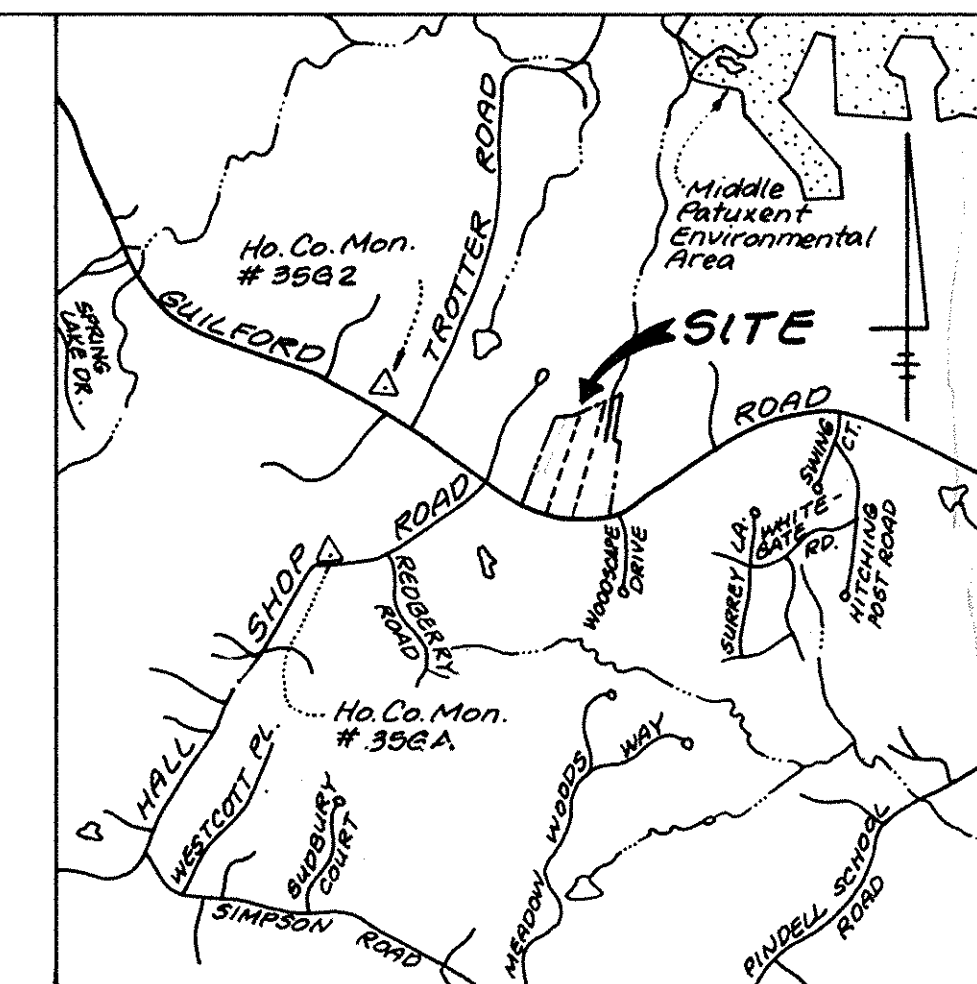 TROTTER ROAD
Middle
Patuxent
Environmental
Area
Ho. Co. Mon.
# 35G2
GUILFORD
SPRING
LAKE DR.
SITE
ROAD
SWING
CT.
WHITE-
GATE
RD.
SURREY LA.
HITCHING
POST ROAD
WOODSCAPE
DRIVE
HALL SHOP ROAD
REDBERRY
ROAD
Ho. Co. Mon.
# 35GA
WESTCOTT PL.
SUDBURY
COURT
SIMPSON ROAD
MEADOW WOODS WAY
PINDELL SCHOOL
ROAD